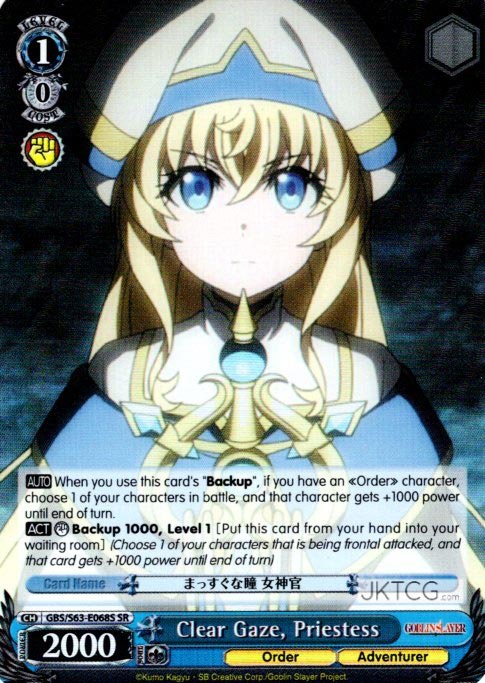 LEVEL
1
0
COST
AUTO When you use this card's "Backup", if you have an «Order» character,
choose 1 of your characters in battle, and that character gets +1000 power
until end of turn.
ACT Backup 1000, Level 1 [Put this card from your hand into your
waiting room] (Choose 1 of your characters that is being frontal attacked, and
that card gets +1000 power until end of turn)
Card Name まっすぐな瞳 女神官
JKTCG.com
CH GBS/S63-E068S SR
Clear Gaze, Priestess
GOBLIN SLAYER
POWER 2000 SOUL
Order Adventurer
©Kumo Kagyu・SB Creative Corp./Goblin Slayer Project.